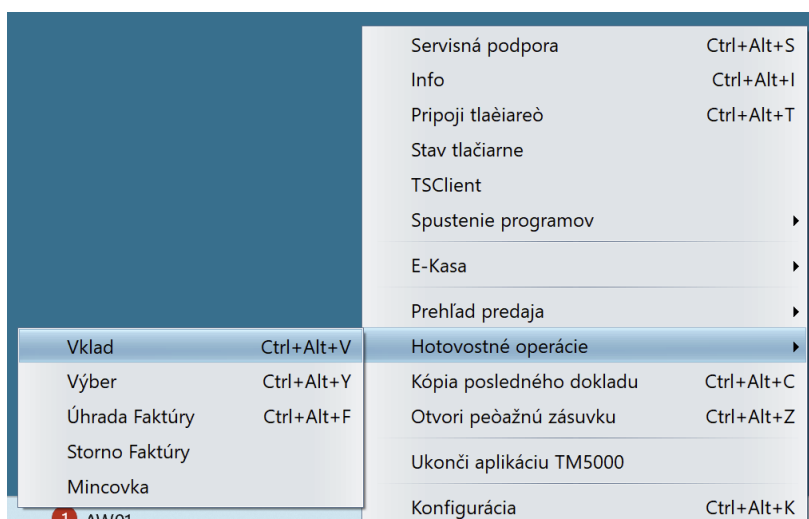 Servisná podpora Ctrl+Alt+S
Info Ctrl+Alt+I
Pripoji tlaèiareò Ctrl+Alt+T
Stav tlačiarne
TSClient
Spustenie programov
E-Kasa
Prehľad predaja
Hotovostné operácie
Kópia posledného dokladu Ctrl+Alt+C
Otvori peòažnú zásuvku Ctrl+Alt+Z
Ukonči aplikáciu TM5000
Konfigurácia Ctrl+Alt+K
Vklad Ctrl+Alt+V
Výber Ctrl+Alt+Y
Úhrada Faktúry Ctrl+Alt+F
Storno Faktúry
Mincovka